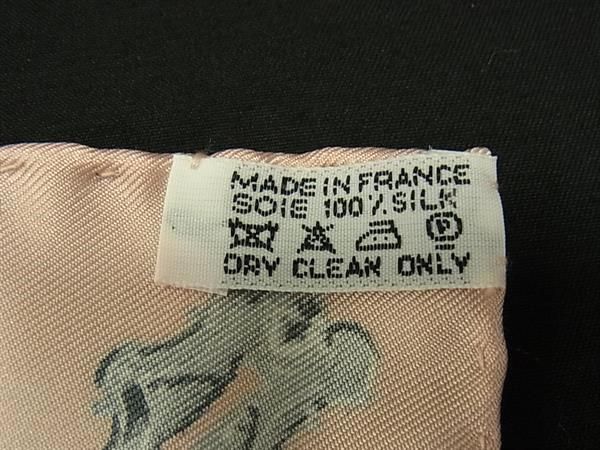 MADE IN FRANCE
SOIE 100% SILK
P
DRY CLEAN ONLY